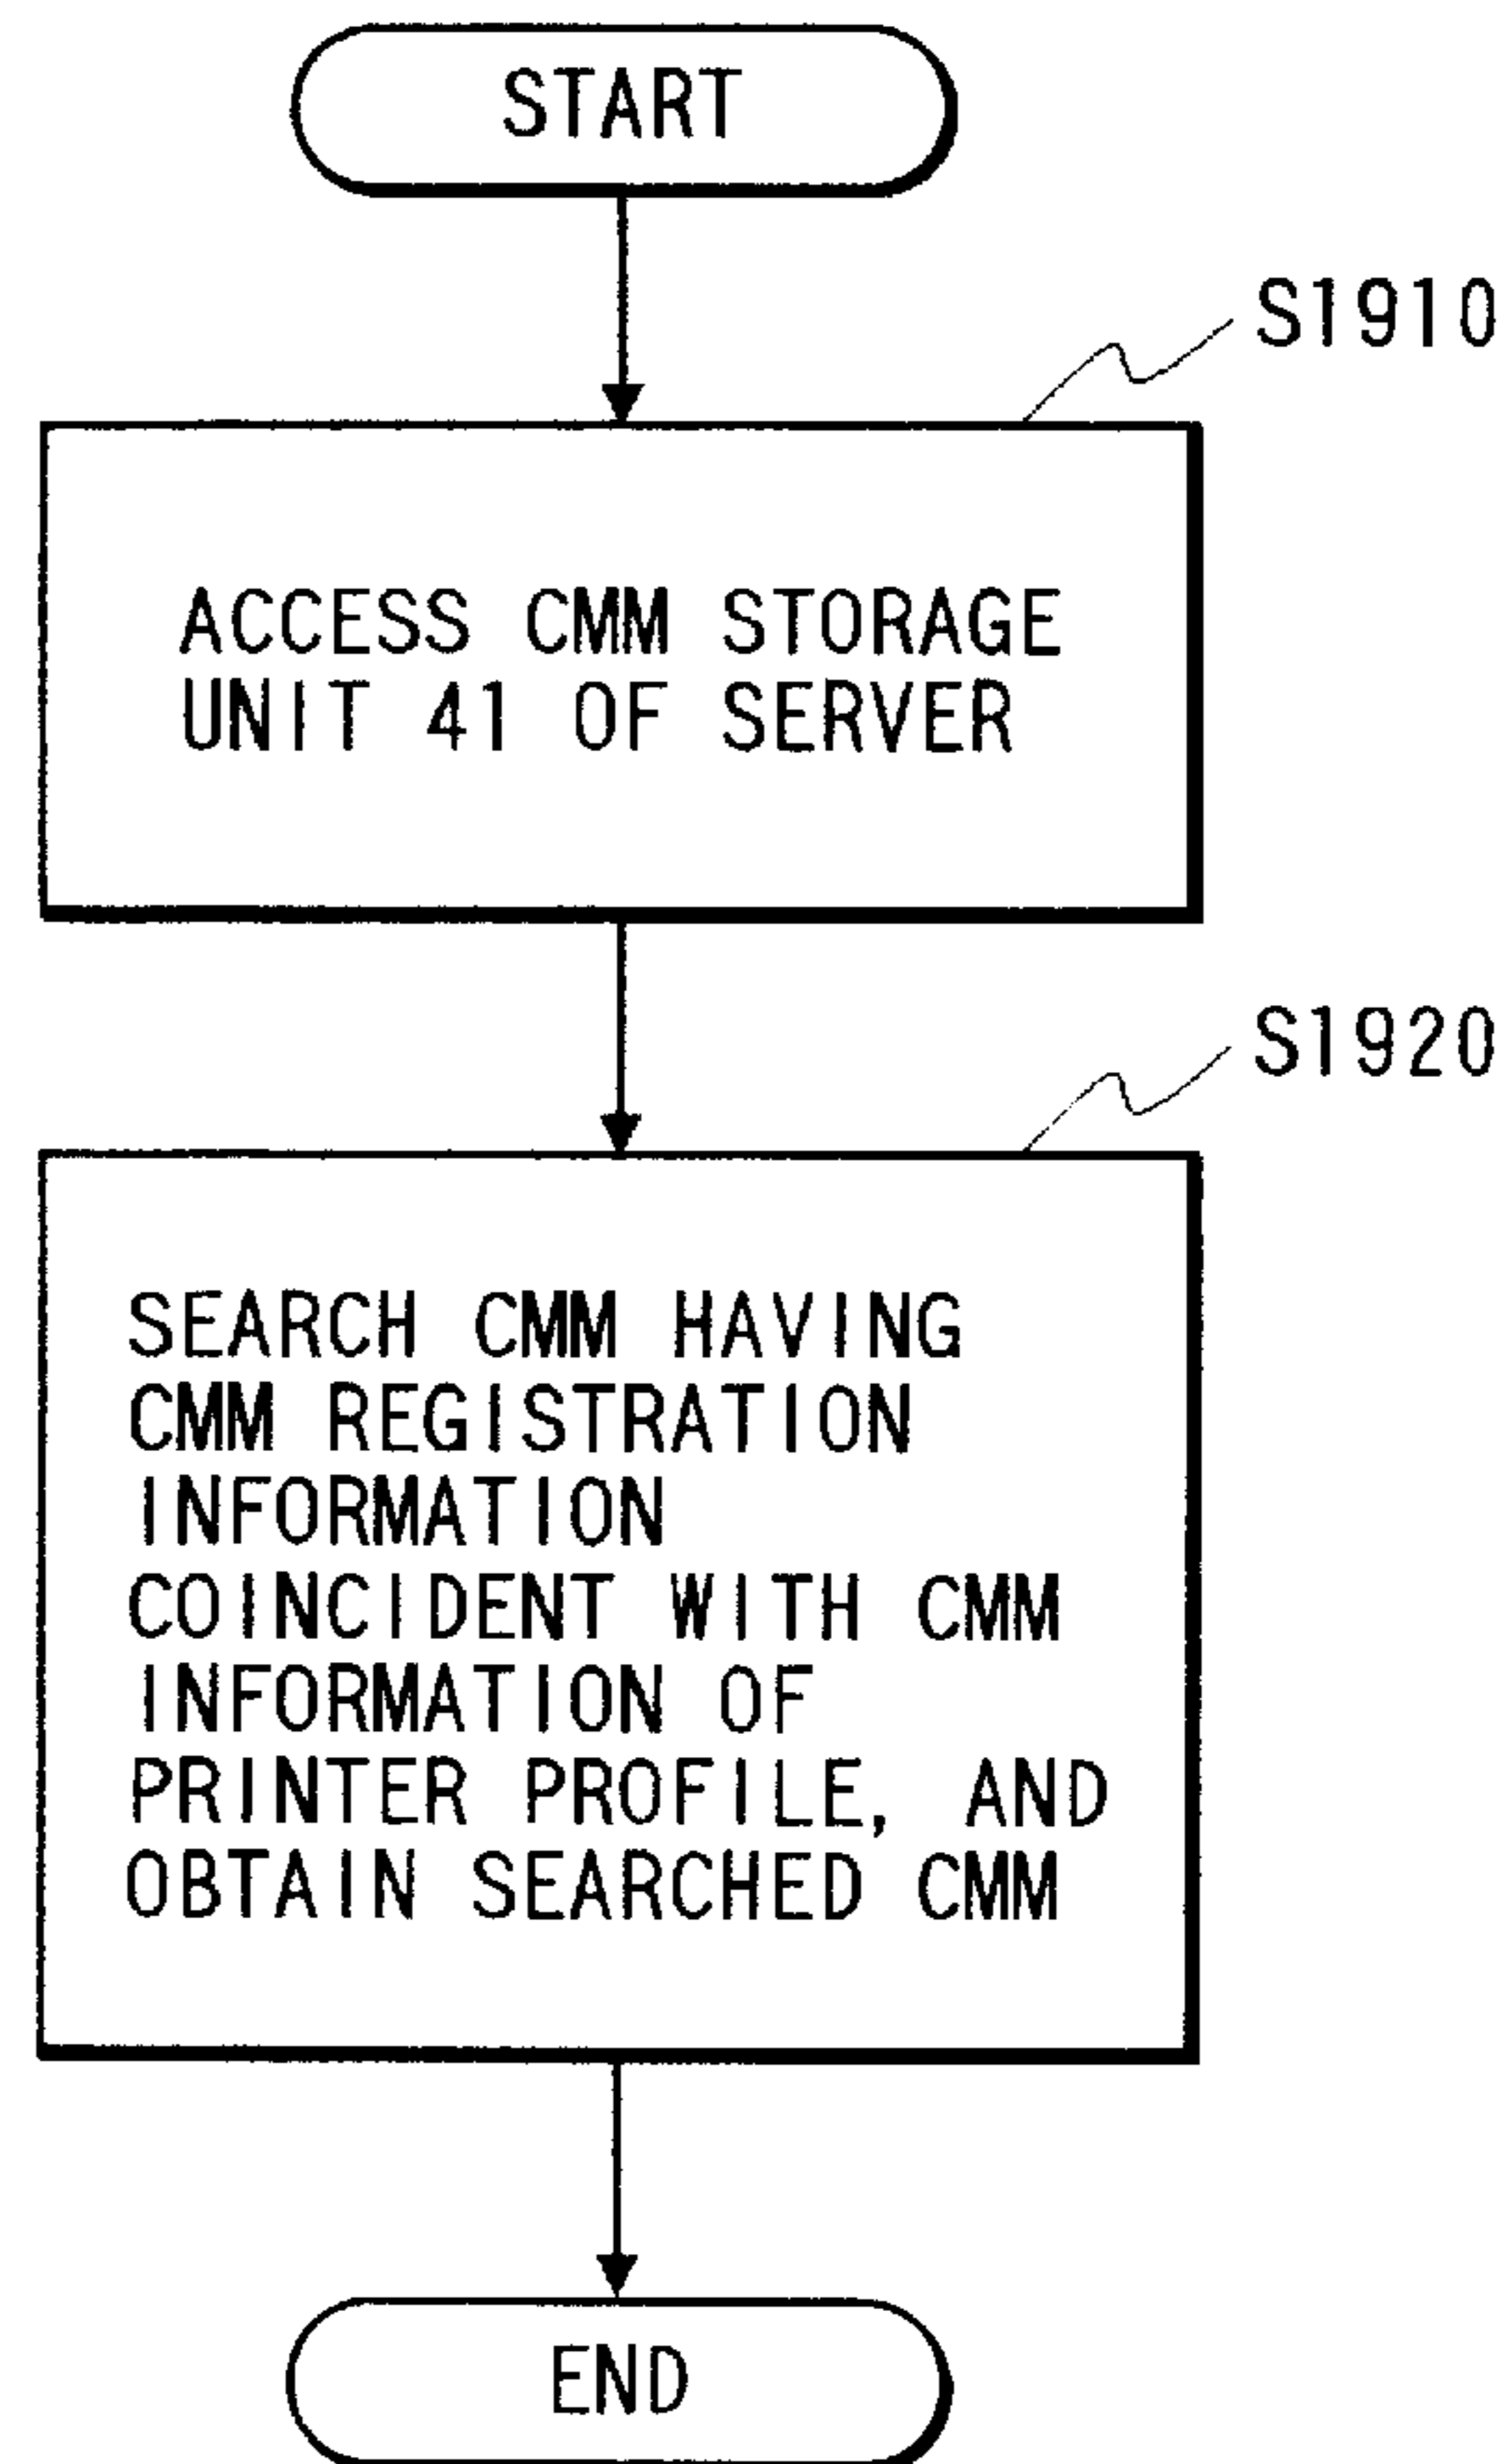 START
S1910
ACCESS CMM STORAGE
UNIT 41 OF SERVER
S1920
SEARCH CMM HAVING
CMM REGISTRATION
INFORMATION
COINCIDENT WITH CMM
INFORMATION OF
PRINTER PROFILE, AND
OBTAIN SEARCHED CMM
END